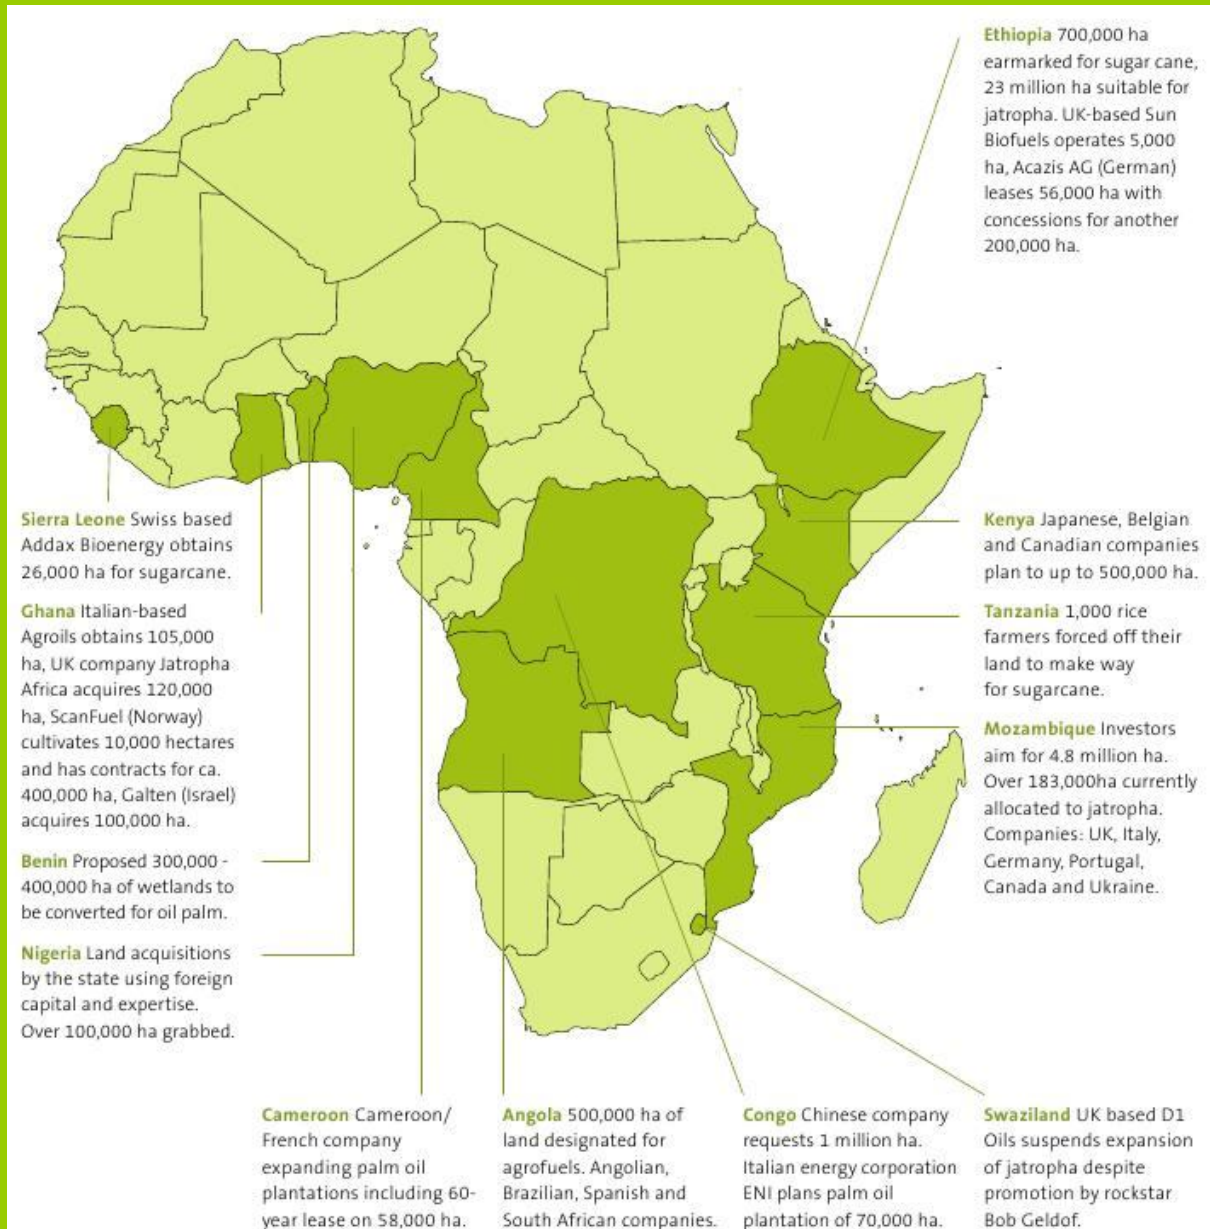 Ethiopia 700,000 ha
earmarked for sugar cane,
23 million ha suitable for
jatropha. UK-based Sun
Biofuels operates 5,000
ha, Acazis AG (German)
leases 56,000 ha with
concessions for another
200,000 ha.
Sierra Leone Swiss based
Addax Bioenergy obtains
26,000 ha for sugarcane.
Ghana Italian-based
Agroils obtains 105,000
ha, UK company Jatropha
Africa acquires 120,000
ha, ScanFuel (Norway)
cultivates 10,000 hectares
and has contracts for ca.
400,000 ha, Galten (Israel)
acquires 100,000 ha.
Benin Proposed 300,000 -
400,000 ha of wetlands to
be converted for oil palm.
Nigeria Land acquisitions
by the state using foreign
capital and expertise.
Over 100,000 ha grabbed.
Kenya Japanese, Belgian
and Canadian companies
plan to up to 500,000 ha.
Tanzania 1,000 rice
farmers forced off their
land to make way
for sugarcane.
Mozambique Investors
aim for 4.8 million ha.
Over 183,000ha currently
allocated to jatropha.
Companies: UK, Italy,
Germany, Portugal,
Canada and Ukraine.
Cameroon Cameroon/
French company
expanding palm oil
plantations including 60-
year lease on 58,000 ha.
Angola 500,000 ha of
land designated for
agrofuels. Angolian,
Brazilian, Spanish and
South African companies.
Congo Chinese company
requests 1 million ha.
Italian energy corporation
ENI plans palm oil
plantation of 70,000 ha.
Swaziland UK based D1
Oils suspends expansion
of jatropha despite
promotion by rockstar
Bob Geldof.